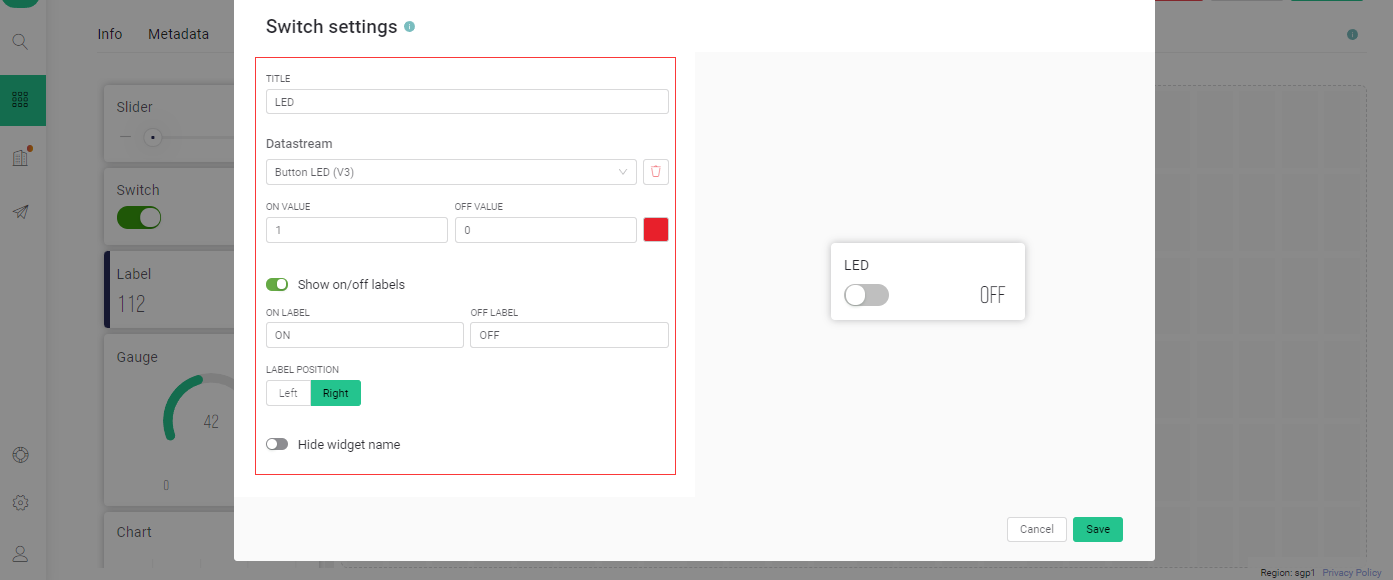 Switch settings
Info
Metadata
Slider
Switch
Label
112
Gauge
42
0
Chart
TITLE
LED
Datastream
Button LED (V3)
ON VALUE
OFF VALUE
1
0
Show on/off labels
ON LABEL
OFF LABEL
ON
OFF
LABEL POSITION
Left
Right
Hide widget name
LED
OFF
Cancel
Save
Region: sgp1 Privacy Policy